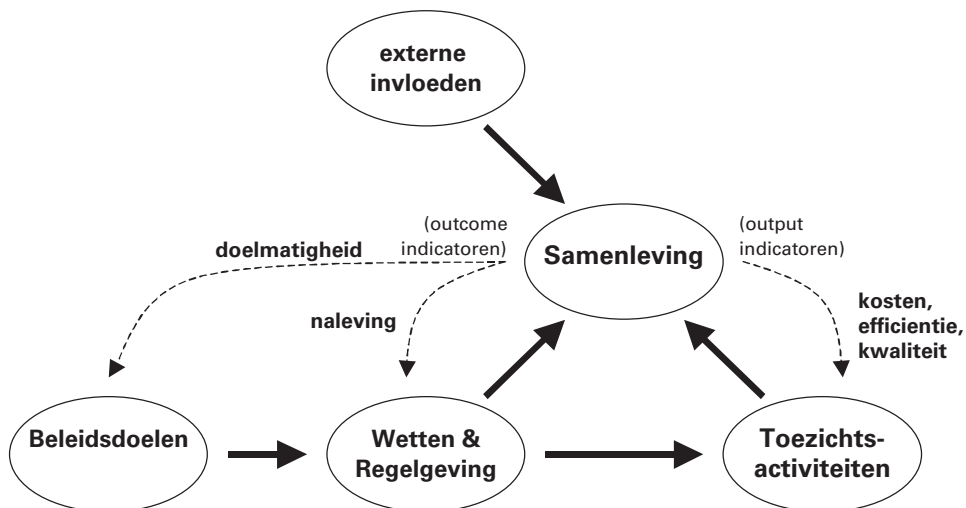 externe
invloeden
(outcome
indicatoren)
Samenleving
(output
indicatoren)
doelmatigheid
naleving
kosten,
efficientie,
kwaliteit
Beleidsdoelen
Wetten &
Regelgeving
Toezichts-
activiteiten